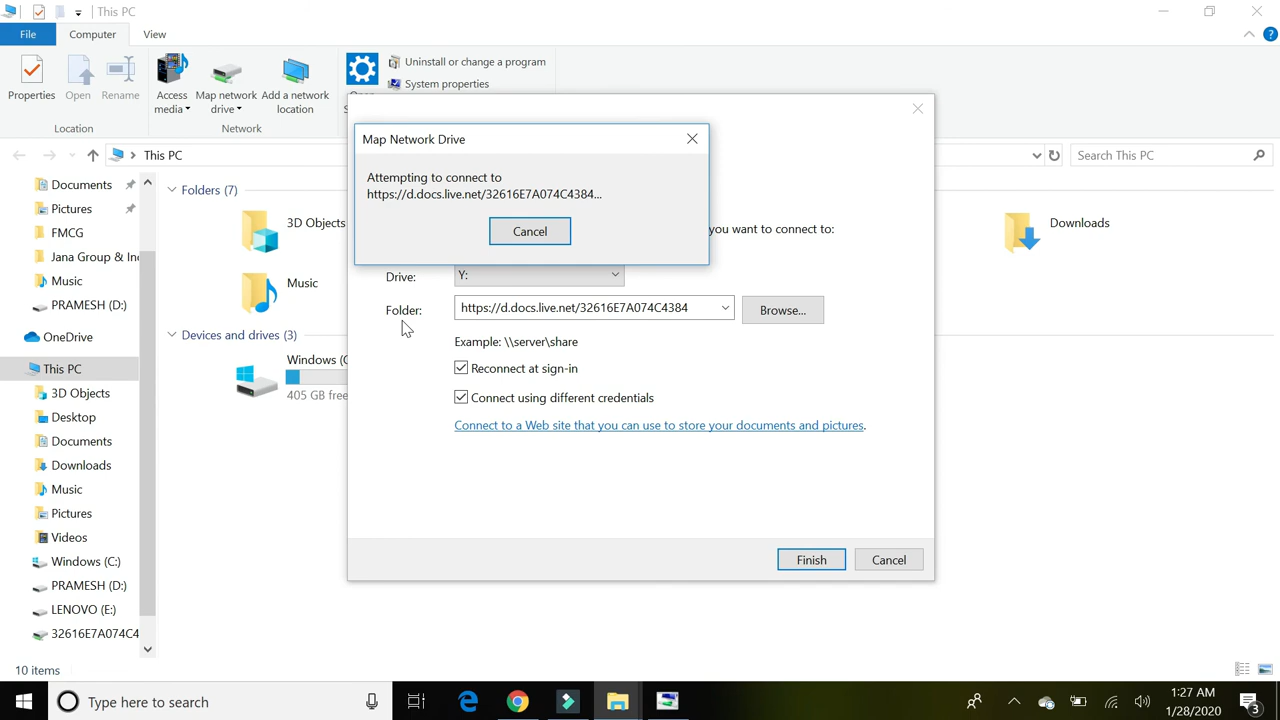 This PC
File
Computer
View
Properties
Open
Rename
Access media
Map network drive
Add a network location
Uninstall or change a program
System properties
Location
Network
This PC
Search This PC
Documents
Pictures
FMCG
Jana Group & In
Music
PRAMESH (D:)
OneDrive
This PC
3D Objects
Desktop
Documents
Downloads
Music
Pictures
Videos
Windows (C:)
PRAMESH (D:)
LENOVO (E:)
32616E7A074C4
Folders (7)
3D Objects
Downloads
Music
Devices and drives (3)
Windows (C
405 GB free
Map Network Drive
Attempting to connect to
https://d.docs.live.net/32616E7A074C4384...
Cancel
you want to connect to:
Drive:
Y:
Folder:
https://d.docs.live.net/32616E7A074C4384
Browse...
Example: \\server\share
Reconnect at sign-in
Connect using different credentials
Connect to a Web site that you can use to store your documents and pictures.
Finish
Cancel
10 items
Type here to search
1:27 AM
1/28/2020
3